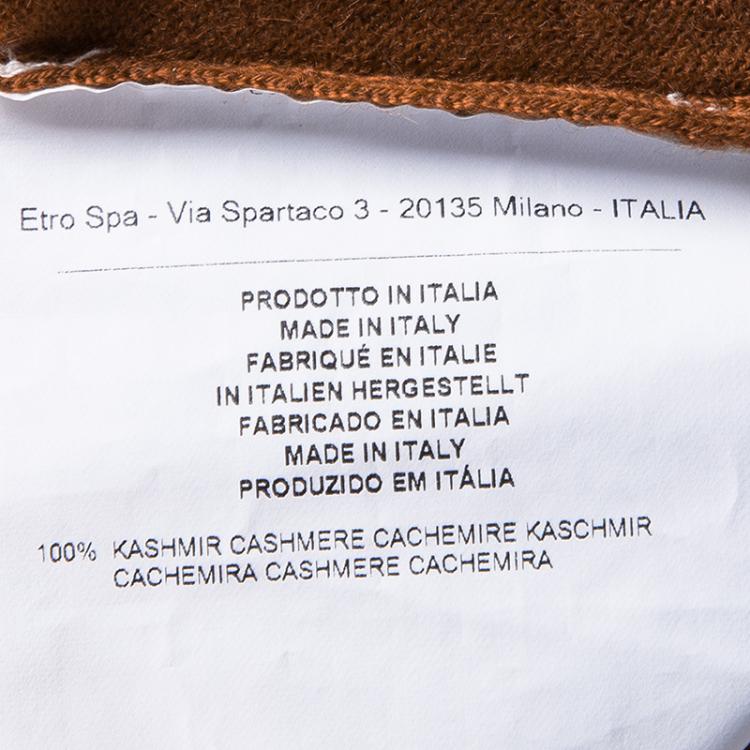 Etro Spa - Via Spartaco 3 - 20135 Milano - ITALIA
PRODOTTO IN ITALIA
MADE IN ITALY
FABRIQUÉ EN ITALIE
IN ITALIEN HERGESTELLT
FABRICADO EN ITALIA
MADE IN ITALY
PRODUZIDO EM ITÁLIA
100% KASHMIR CASHMERE CACHEMIRE KASCHMIR
CACHEMIRA CASHMERE CACHEMIRA